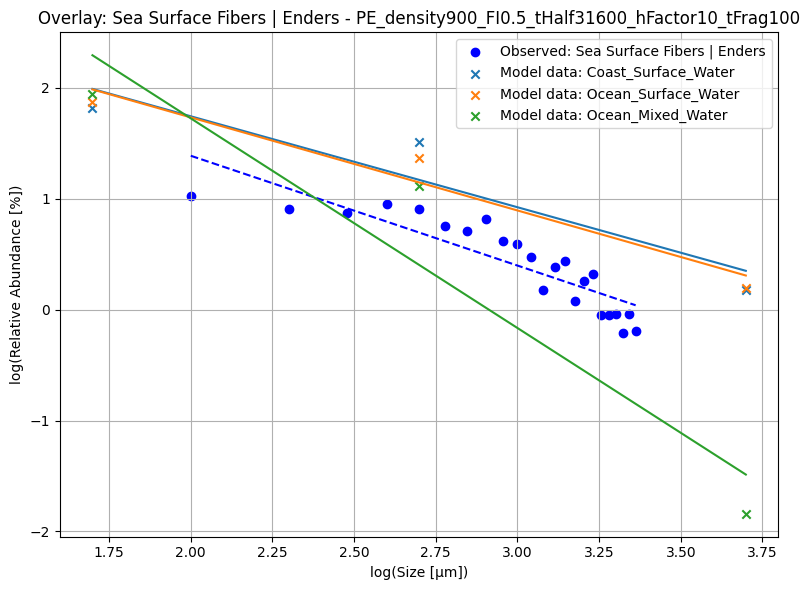 Overlay: Sea Surface Fibers | Enders - PE_density900_FI0.5_tHalf31600_hFactor10_tFrag100
Observed: Sea Surface Fibers | Enders
Model data: Coast_Surface_Water
Model data: Ocean_Surface_Water
Model data: Ocean_Mixed_Water
log(Relative Abundance [%])
2
1
0
−1
−2
1.75 2.00 2.25 2.50 2.75 3.00 3.25 3.50 3.75
log(Size [µm])